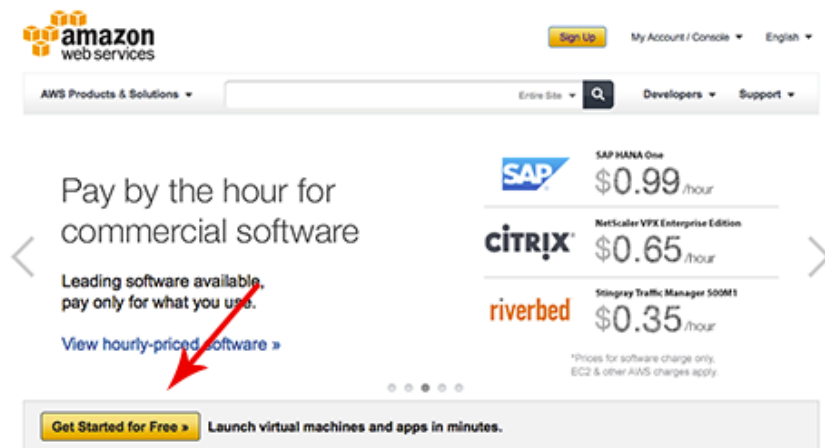 amazon
web services
Sign Up
My Account / Console
English
AWS Products & Solutions
Entire Site
Developers
Support
Pay by the hour for
commercial software
Leading software available,
pay only for what you use.
View hourly-priced software »
SAP
SAP HANA One
$0.99 /hour
CITRIX
NetScaler VPX Enterprise Edition
$0.65 /hour
riverbed
Stingray Traffic Manager 500M1
$0.35 /hour
*Prices for software charge only,
EC2 & other AWS charges apply.
Get Started for Free »
Launch virtual machines and apps in minutes.